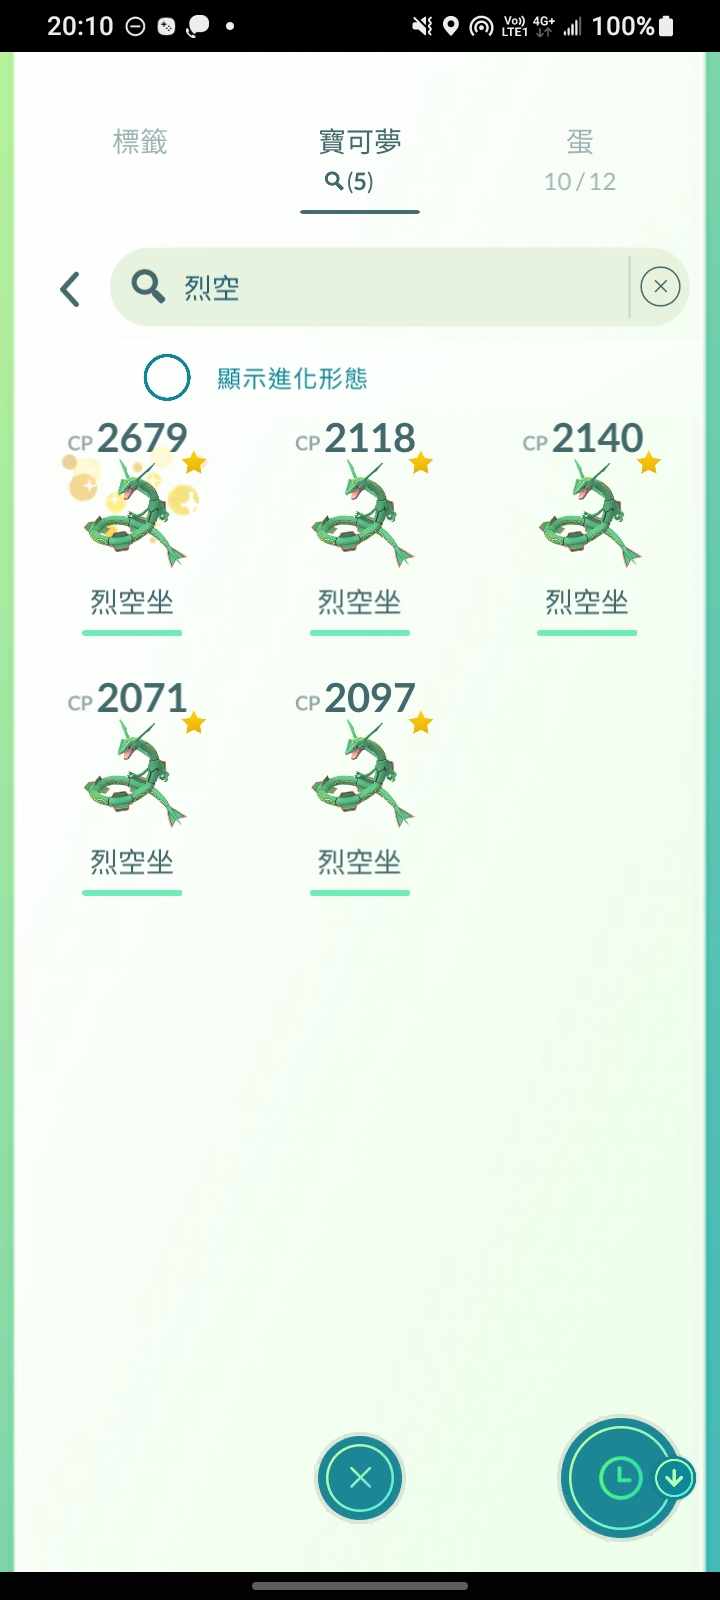 20:10 Vo) LTE1 4G+ 100%
標籤 寶可夢 蛋
(5) 10 / 12
烈空
顯示進化形態
CP 2679 CP 2118 CP 2140
烈空坐 烈空坐 烈空坐
CP 2071 CP 2097
烈空坐 烈空坐